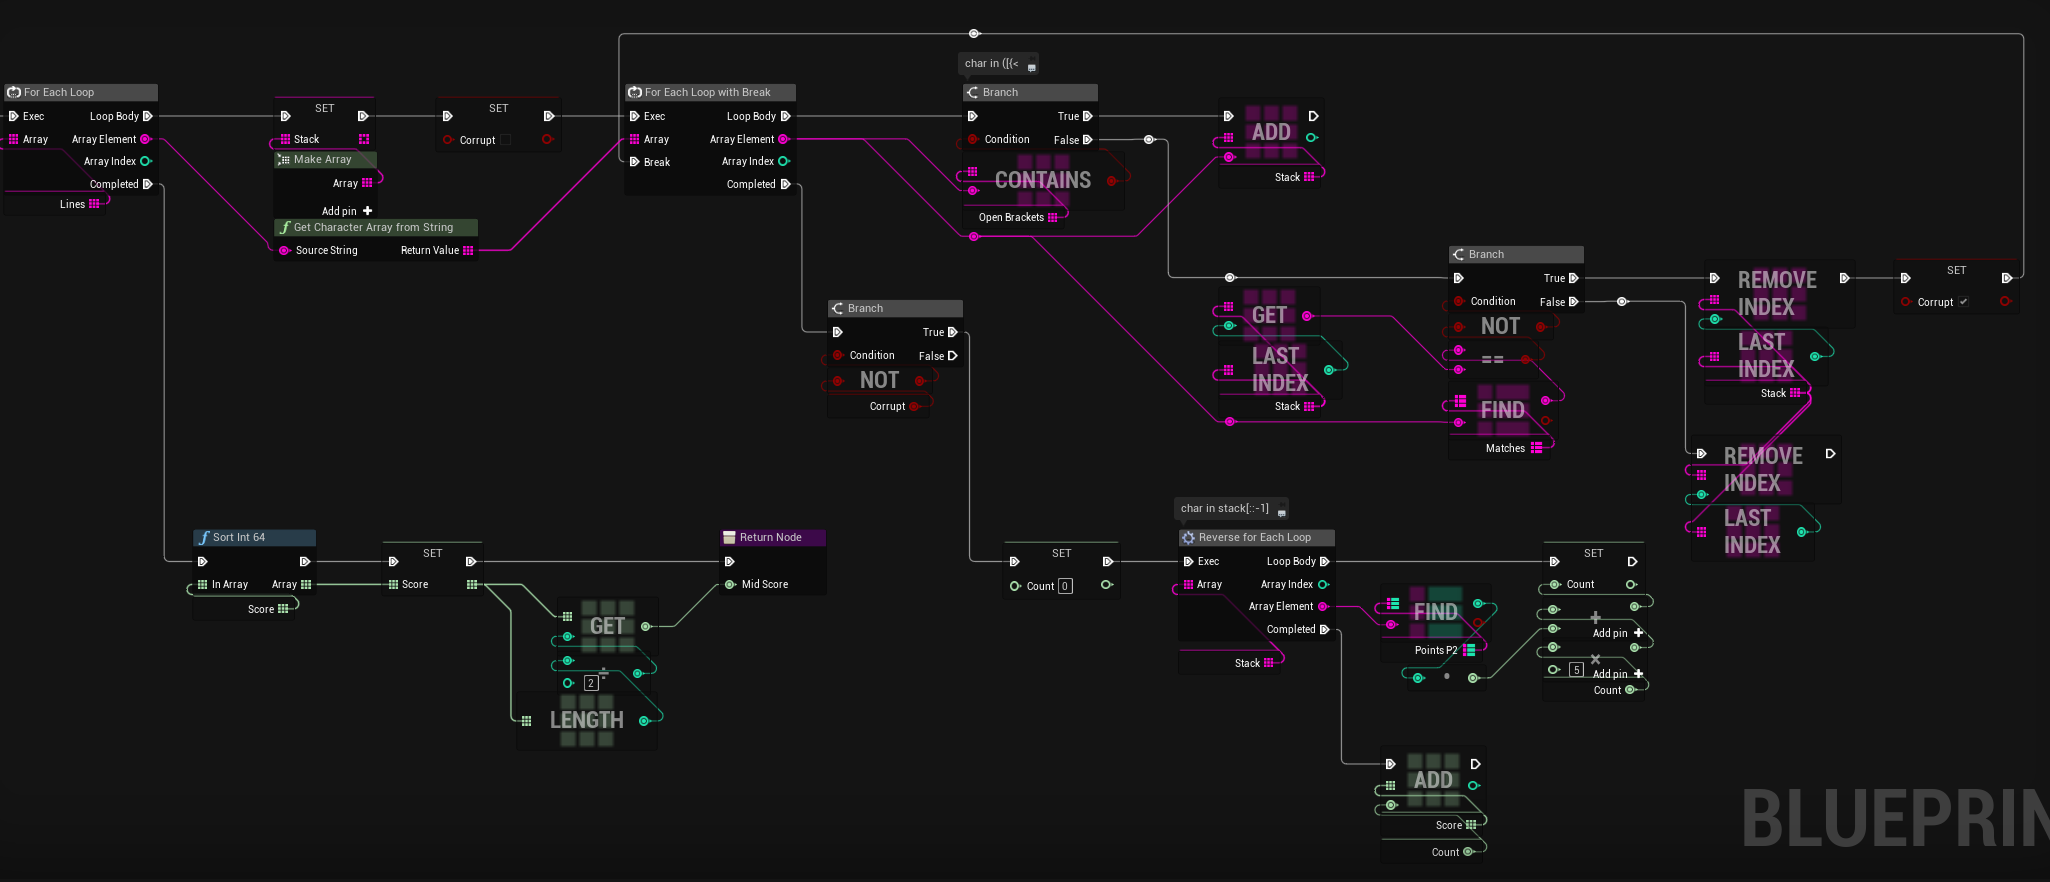 char in ([{<
For Each Loop
Exec
Loop Body
Array
Array Element
Array Index
Completed
Lines
SET
Stack
Make Array
Array
Add pin
Get Character Array from String
Source String
Return Value
SET
Corrupt
For Each Loop with Break
Exec
Loop Body
Array
Array Element
Break
Array Index
Completed
Branch
True
Condition
False
CONTAINS
Open Brackets
ADD
Stack
Branch
True
Condition
False
NOT
==
FIND
Matches
GET
LAST
INDEX
Stack
REMOVE
INDEX
LAST
INDEX
Stack
SET
Corrupt
REMOVE
INDEX
LAST
INDEX
Branch
True
Condition
False
NOT
Corrupt
Sort Int 64
In Array
Array
Score
SET
Score
GET
÷
2
LENGTH
Return Node
Mid Score
SET
Count 0
char in stack[::-1]
Reverse for Each Loop
Exec
Loop Body
Array
Array Index
Array Element
Completed
Stack
FIND
Points P2
SET
Count
+
Add pin
×
5
Add pin
Count
ADD
Score
Count
BLUEPRIN